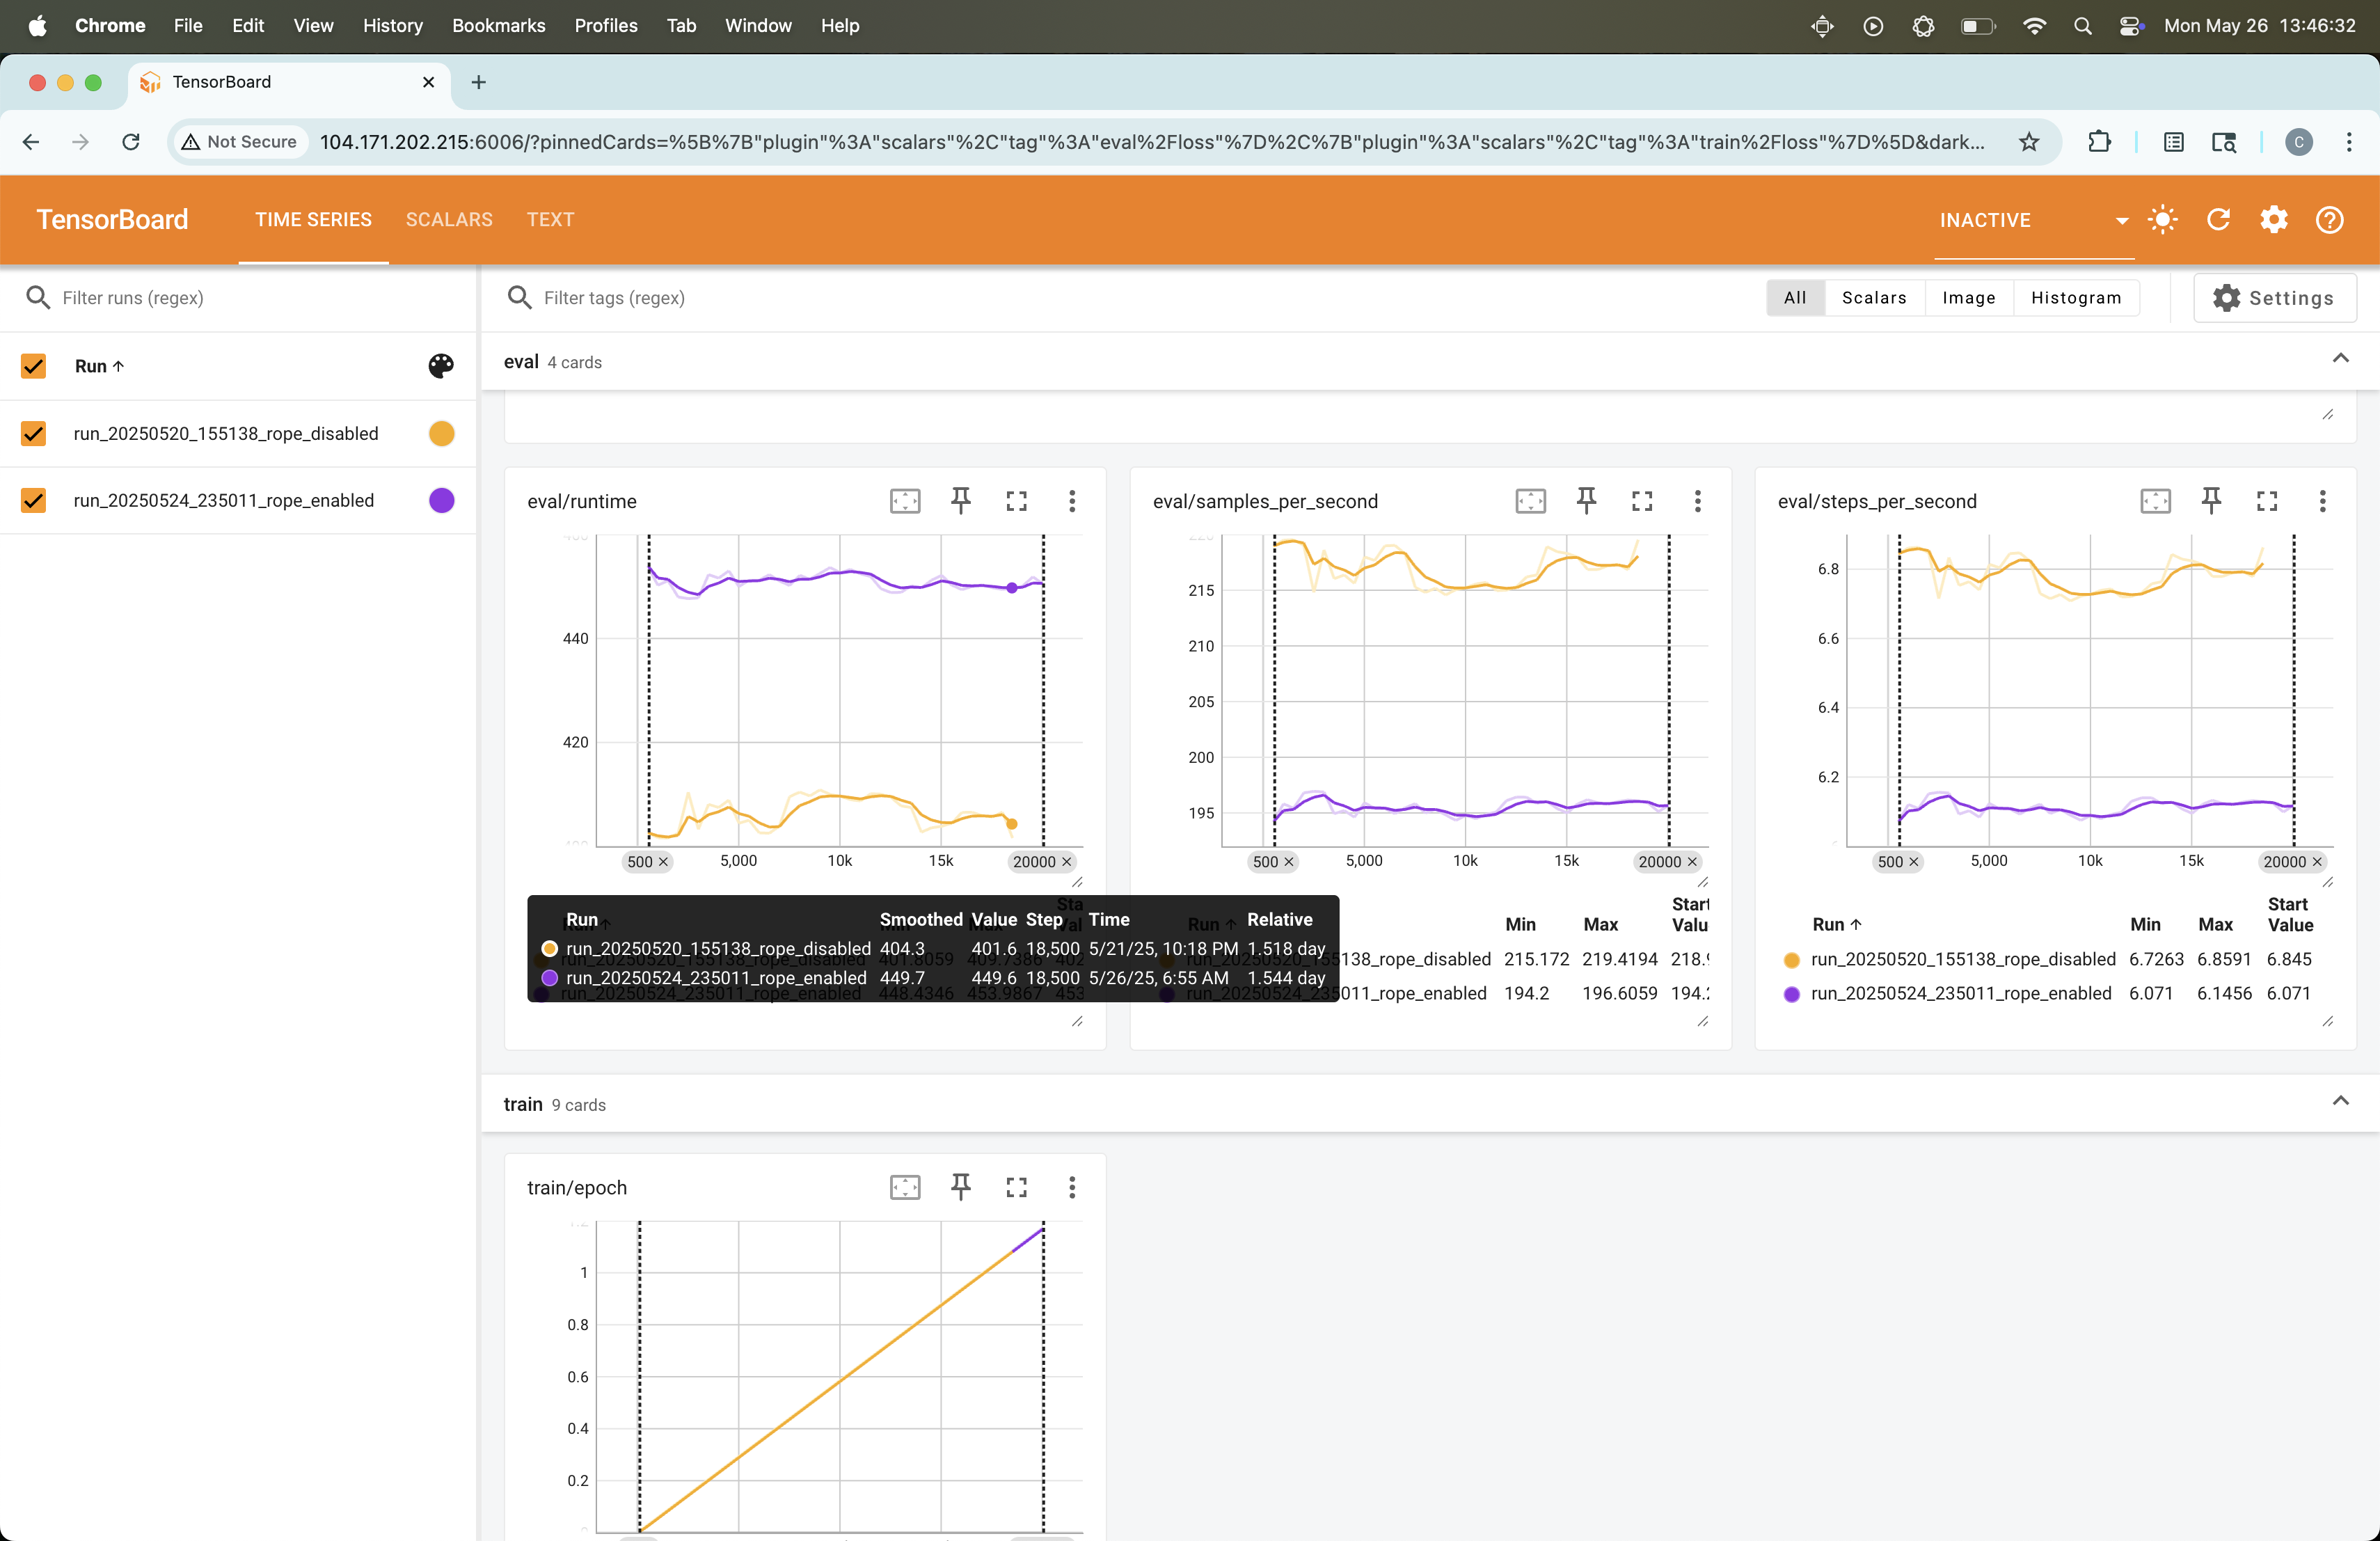 Chrome File Edit View History Bookmarks Profiles Tab Window Help Mon May 26 13:46:32
TensorBoard
Not Secure 104.171.202.215:6006/?pinnedCards=%5B%7B"plugin"%3A"scalars"%2C"tag"%3A"eval%2Floss"%7D%2C%7B"plugin"%3A"scalars"%2C"tag"%3A"train%2Floss"%7D%5D&dark... C
TensorBoard TIME SERIES SCALARS TEXT INACTIVE
Filter runs (regex)
Run
run_20250520_155138_rope_disabled
run_20250524_235011_rope_enabled
Filter tags (regex) All Scalars Image Histogram Settings
eval 4 cards
eval/runtime
440
420
500 5,000 10k 15k 20000
Run Smoothed Value Step Time Relative
run_20250520_155138_rope_disabled 404.3 401.6 18,500 5/21/25, 10:18 PM 1.518 day
run_20250524_235011_rope_enabled 449.7 449.6 18,500 5/26/25, 6:55 AM 1.544 day
eval/samples_per_second
215
210
205
200
195
500 5,000 10k 15k 20000
Run Min Max Start Valu
run_20250520_155138_rope_disabled 215.172 219.4194 218.9
run_20250524_235011_rope_enabled 194.2 196.6059 194.2
eval/steps_per_second
6.8
6.6
6.4
6.2
500 5,000 10k 15k 20000
Run Min Max Start Value
run_20250520_155138_rope_disabled 6.7263 6.8591 6.845
run_20250524_235011_rope_enabled 6.071 6.1456 6.071
train 9 cards
train/epoch
1
0.8
0.6
0.4
0.2